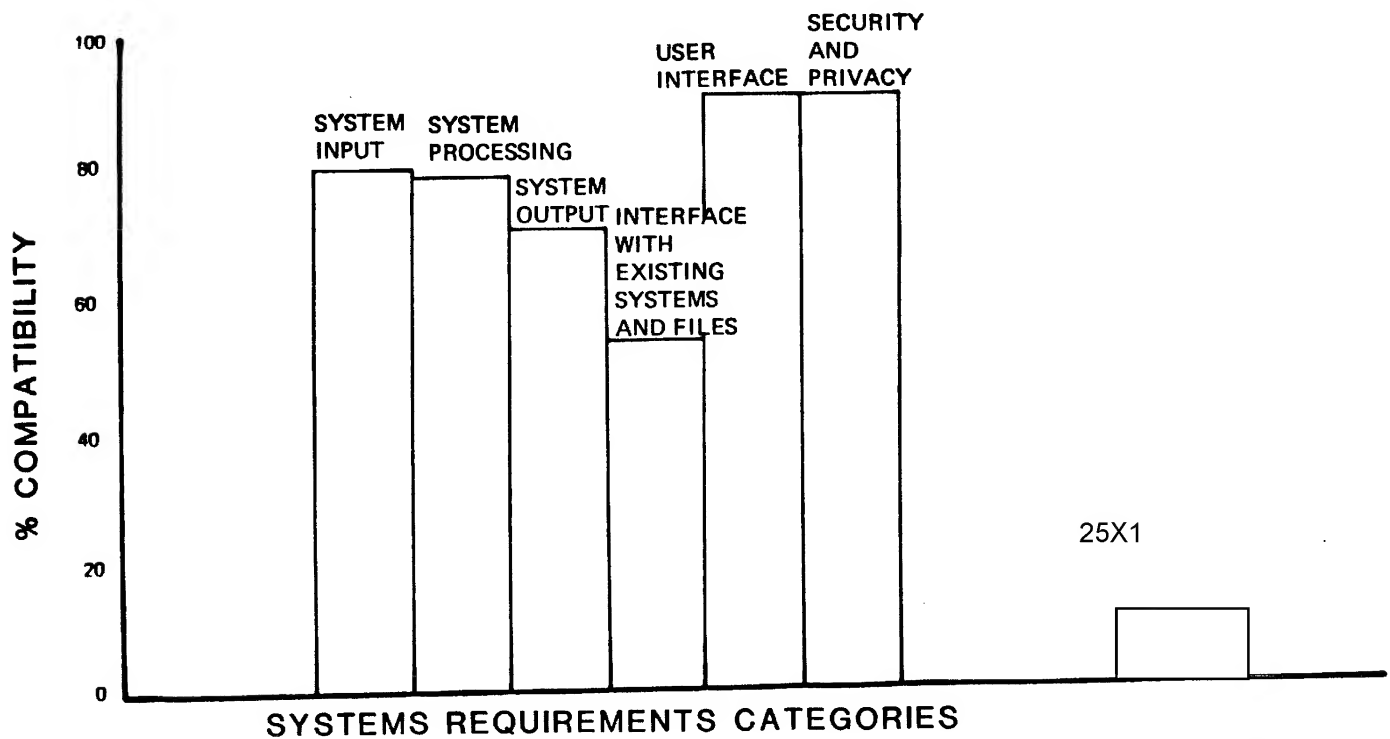 SECURITY
AND
PRIVACY
USER
INTERFACE
SYSTEM
INPUT
SYSTEM
PROCESSING
SYSTEM
OUTPUT
INTERFACE
WITH
EXISTING
SYSTEMS
AND FILES
100
80
60
40
20
0
% COMPATIBILITY
25X1
SYSTEMS REQUIREMENTS CATEGORIES